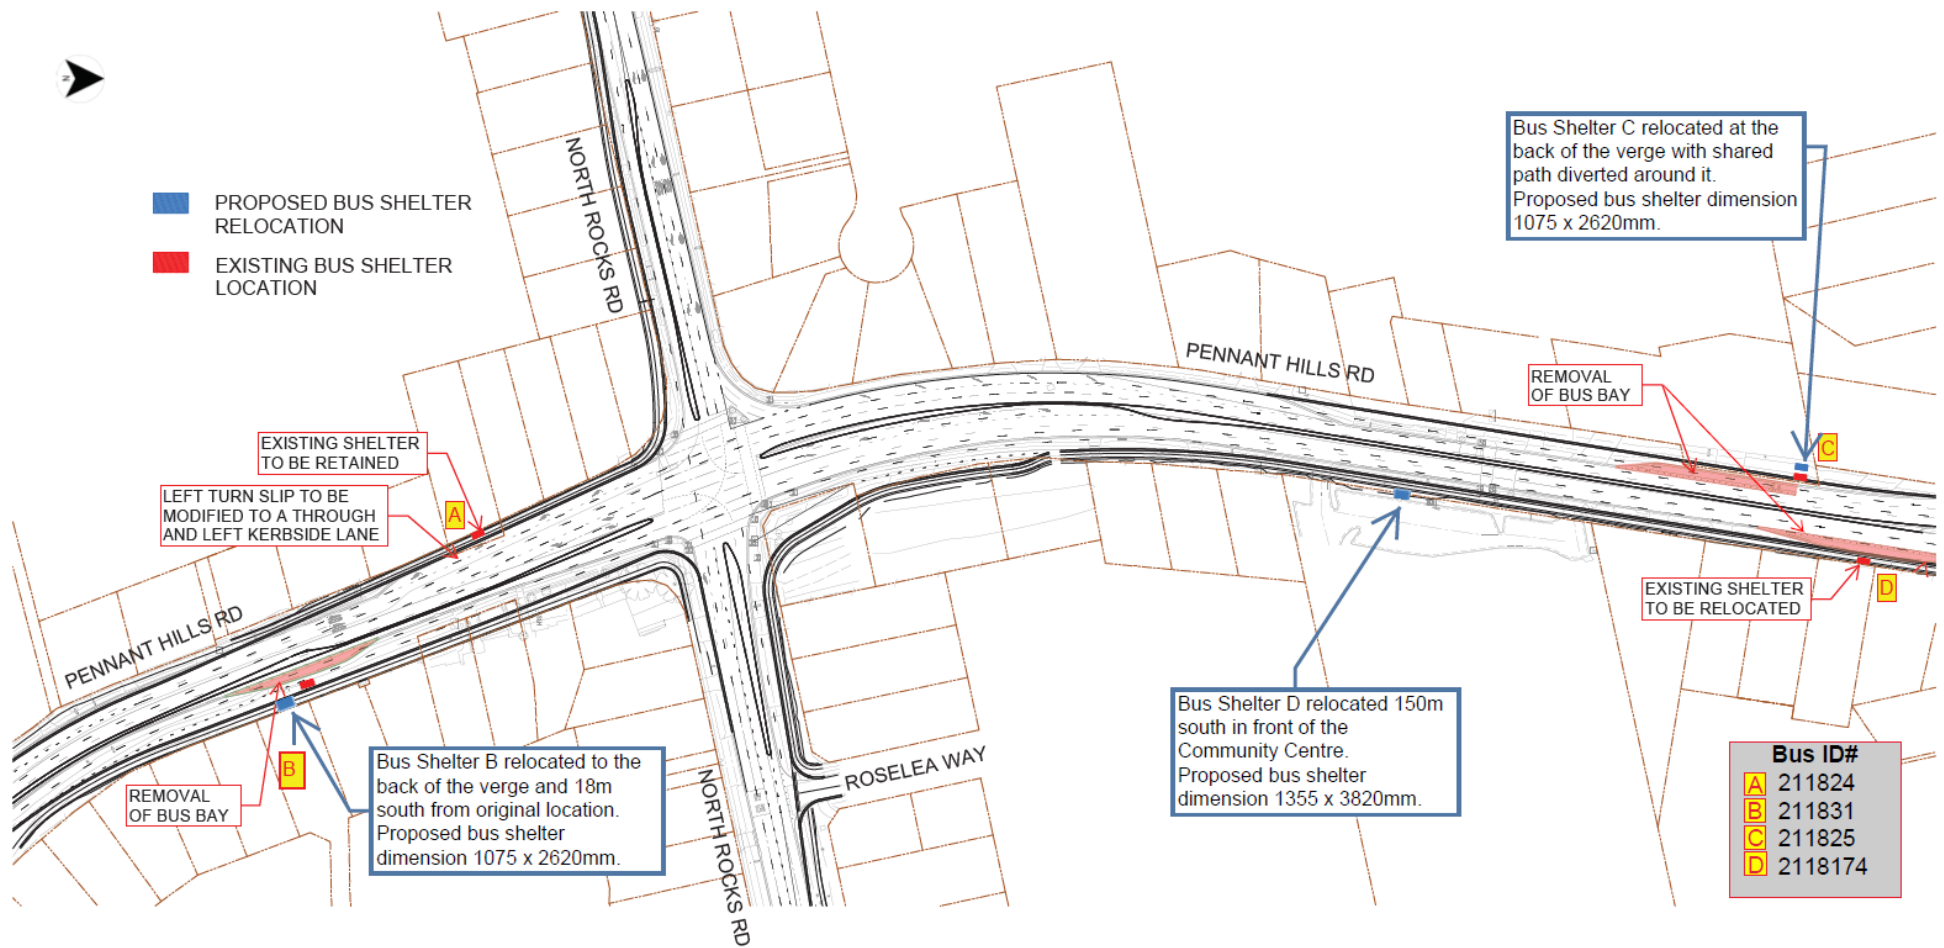 N
PROPOSED BUS SHELTER
RELOCATION
EXISTING BUS SHELTER
LOCATION
NORTH ROCKS RD
Bus Shelter C relocated at the
back of the verge with shared
path diverted around it.
Proposed bus shelter dimension
1075 x 2620mm.
PENNANT HILLS RD
REMOVAL
OF BUS BAY
C
EXISTING SHELTER
TO BE RETAINED
A
LEFT TURN SLIP TO BE
MODIFIED TO A THROUGH
AND LEFT KERBSIDE LANE
EXISTING SHELTER
TO BE RELOCATED
D
PENNANT HILLS RD
B
REMOVAL
OF BUS BAY
Bus Shelter B relocated to the
back of the verge and 18m
south from original location.
Proposed bus shelter
dimension 1075 x 2620mm.
NORTH ROCKS RD
ROSELEA WAY
Bus Shelter D relocated 150m
south in front of the
Community Centre.
Proposed bus shelter
dimension 1355 x 3820mm.
Bus ID#
A 211824
B 211831
C 211825
D 2118174